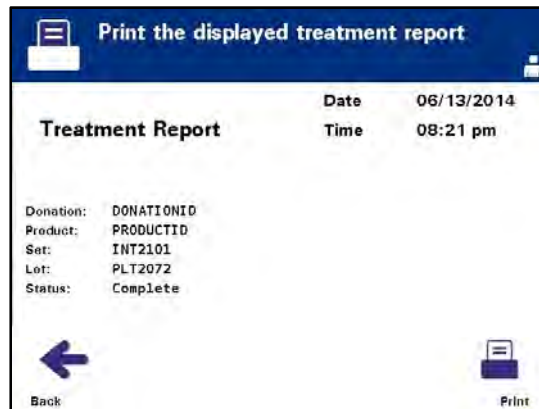 Print the displayed treatment report
Date 06/13/2014
Treatment Report Time 08:21 pm
Donation: DONATIONID
Product: PRODUCTID
Set: INT2101
Lot: PLT2072
Status: Complete
Back Print